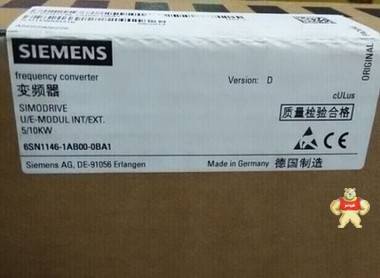 SIEMENS
frequency converter
变频器
SIMODRIVE
U/E-MODUL INT/EXT.
5/10KW
6SN1146-1AB00-0BA1
Siemens AG, DE-91056 Erlangen
Version: D
cULus
质量检验合格
CE
Made in Germany 德国制造
ORIGINAL